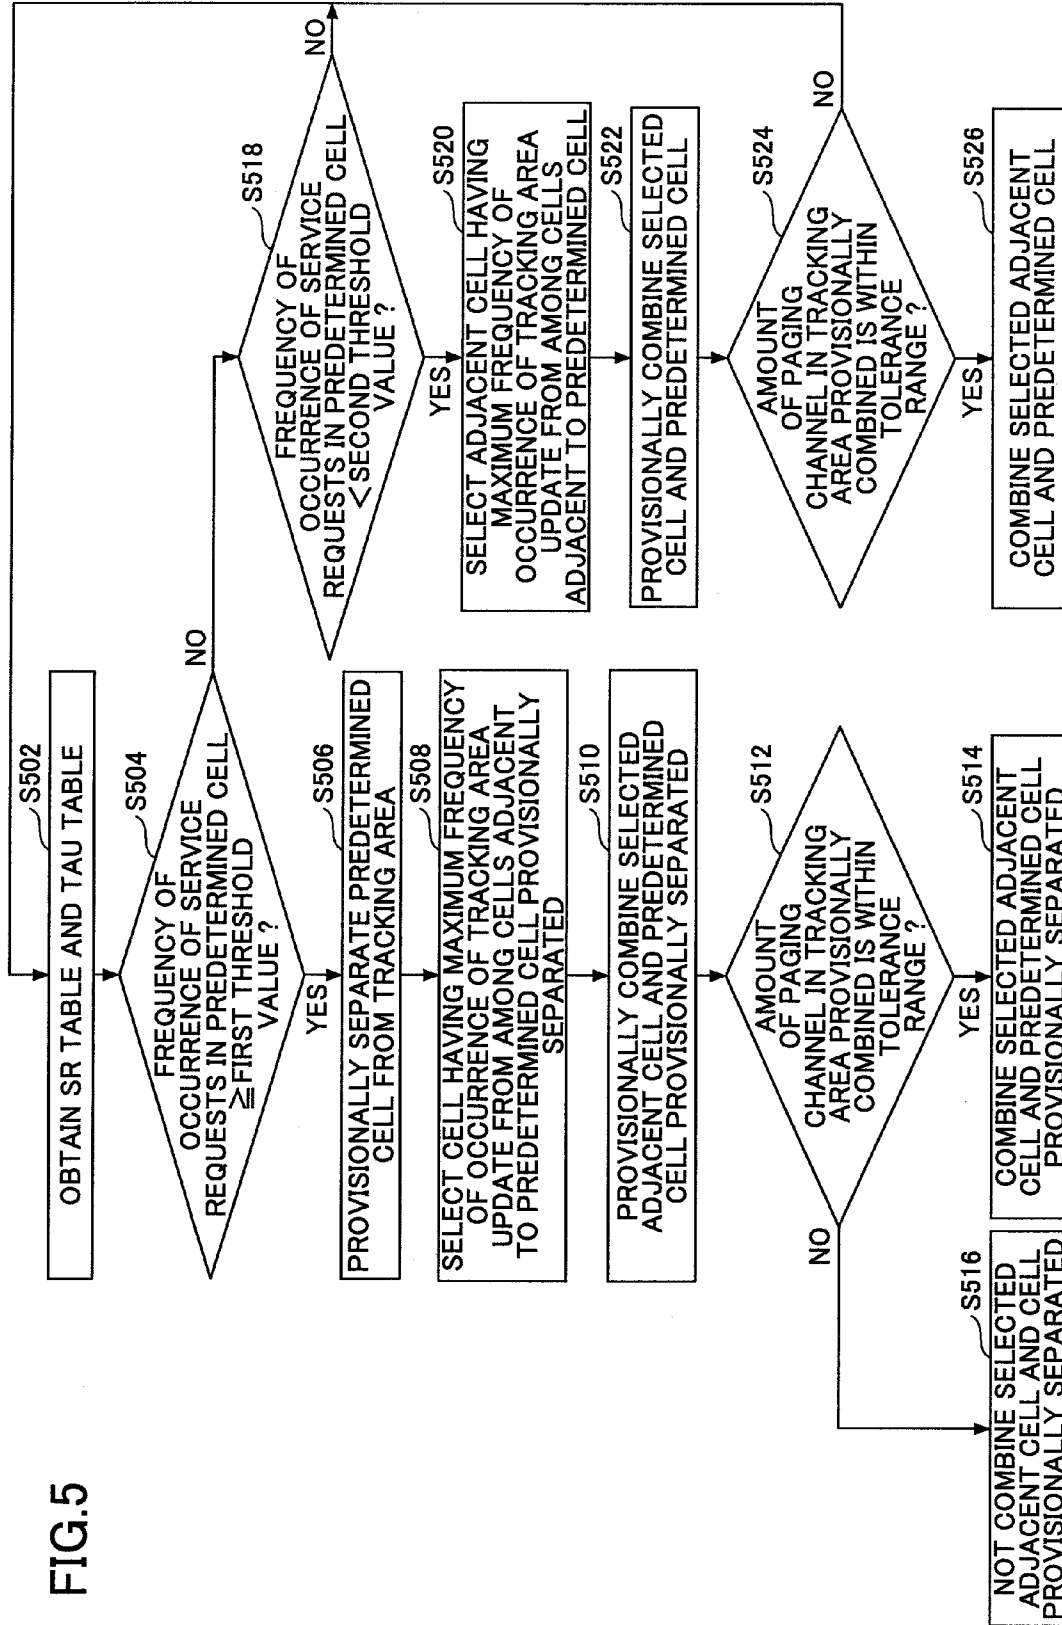 FIG.5
S502
OBTAIN SR TABLE AND TAU TABLE
S504
FREQUENCY OF
OCCURRENCE OF SERVICE
REQUESTS IN PREDETERMINED CELL
≧FIRST THRESHOLD
VALUE ?
NO
YES
S506
PROVISIONALLY SEPARATE PREDETERMINED
CELL FROM TRACKING AREA
S508
SELECT CELL HAVING MAXIMUM FREQUENCY
OF OCCURRENCE OF TRACKING AREA
UPDATE FROM AMONG CELLS ADJACENT
TO PREDETERMINED CELL PROVISIONALLY
SEPARATED
S510
PROVISIONALLY COMBINE SELECTED
ADJACENT CELL AND PREDETERMINED
CELL PROVISIONALLY SEPARATED
S512
AMOUNT
OF PAGING
CHANNEL IN TRACKING
AREA PROVISIONALLY
COMBINED IS WITHIN
TOLERANCE
RANGE ?
NO
YES
S514
COMBINE SELECTED ADJACENT
CELL AND PREDETERMINED CELL
PROVISIONALLY SEPARATED
S516
NOT COMBINE SELECTED
ADJACENT CELL AND CELL
PROVISIONALLY SEPARATED
S518
FREQUENCY OF
OCCURRENCE OF SERVICE
REQUESTS IN PREDETERMINED CELL
<SECOND THRESHOLD
VALUE ?
NO
YES
S520
SELECT ADJACENT CELL HAVING
MAXIMUM FREQUENCY OF
OCCURRENCE OF TRACKING AREA
UPDATE FROM AMONG CELLS
ADJACENT TO PREDETERMINED CELL
S522
PROVISIONALLY COMBINE SELECTED
CELL AND PREDETERMINED CELL
S524
AMOUNT
OF PAGING
CHANNEL IN TRACKING
AREA PROVISIONALLY
COMBINED IS WITHIN
TOLERANCE
RANGE ?
NO
YES
S526
COMBINE SELECTED ADJACENT
CELL AND PREDETERMINED CELL